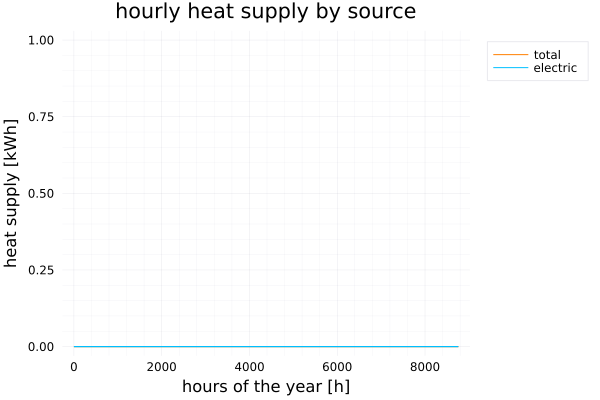 hourly heat supply by source
1.00
0.75
0.50
0.25
0.00
heat supply [kWh]
0 2000 4000 6000 8000
hours of the year [h]
total
electric